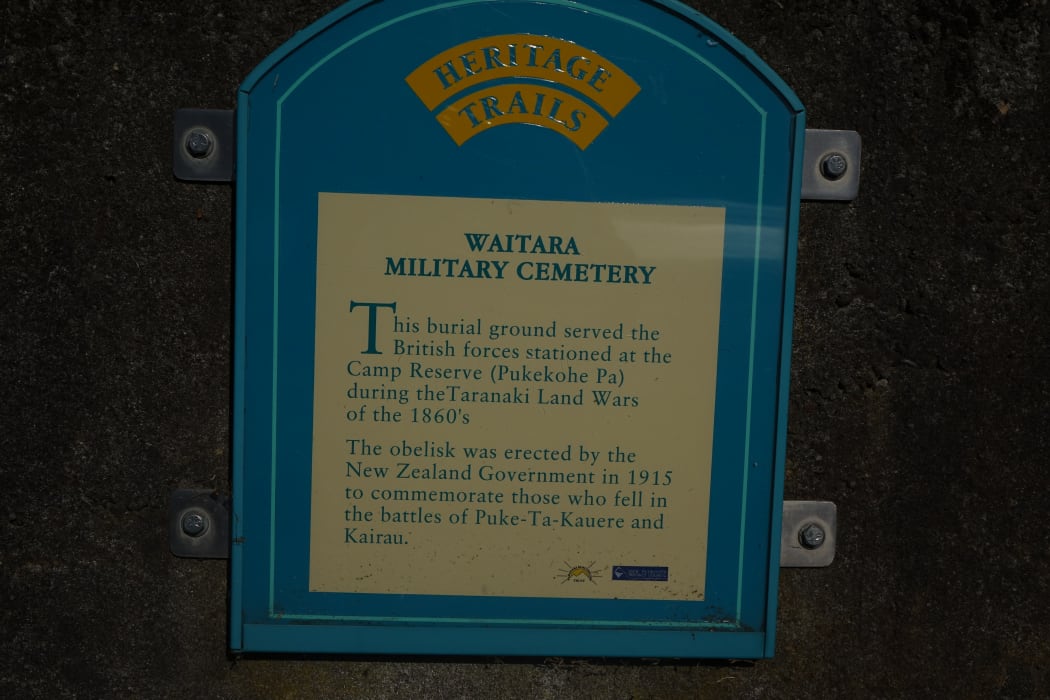 HERITAGE
TRAILS
WAITARA
MILITARY CEMETERY
This burial ground served the
British forces stationed at the
Camp Reserve (Pukekohe Pa)
during theTaranaki Land Wars
of the 1860's
The obelisk was erected by the
New Zealand Government in 1915
to commemorate those who fell in
the battles of Puke-Ta-Kauere and
Kairau.